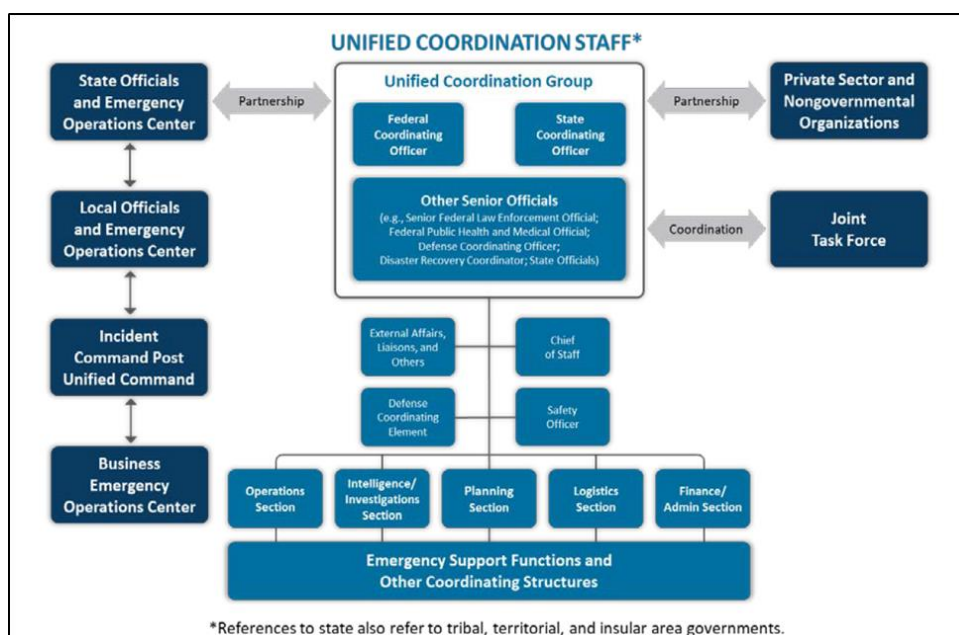 UNIFIED COORDINATION STAFF*
State Officials
and Emergency
Operations Center
Partnership
Unified Coordination Group
Federal
Coordinating
Officer
State
Coordinating
Officer
Other Senior Officials
(e.g., Senior Federal Law Enforcement Official;
Federal Public Health and Medical Official;
Defense Coordinating Officer;
Disaster Recovery Coordinator; State Officials)
Partnership
Private Sector and
Nongovernmental
Organizations
Local Officials
and Emergency
Operations Center
Coordination
Joint
Task Force
Incident
Command Post
Unified Command
External Affairs,
Liaisons, and
Others
Chief
of Staff
Defense
Coordinating
Element
Safety
Officer
Business
Emergency
Operations Center
Operations
Section
Intelligence/
Investigations
Section
Planning
Section
Logistics
Section
Finance/
Admin Section
Emergency Support Functions and
Other Coordinating Structures
*References to state also refer to tribal, territorial, and insular area governments.